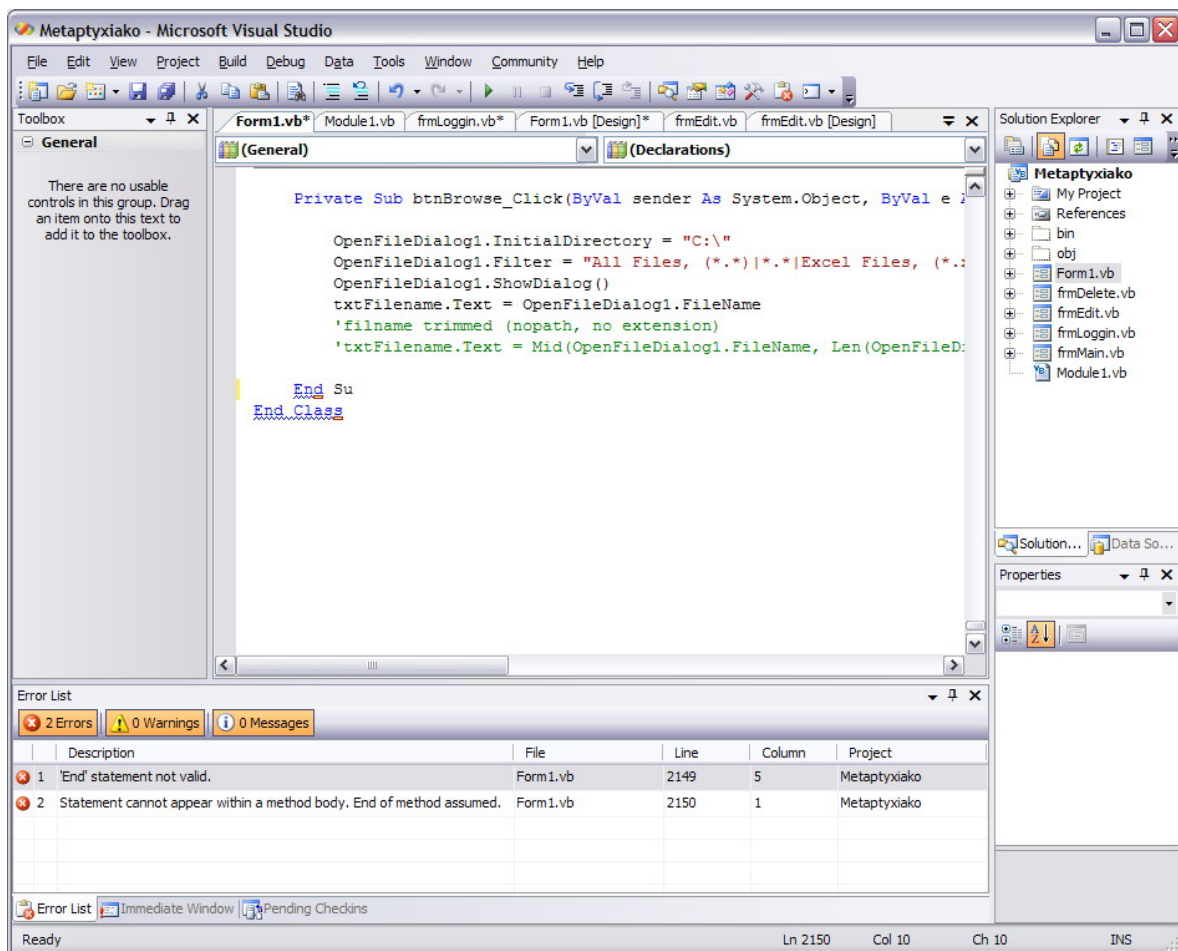 Metaptyxiako - Microsoft Visual Studio
File Edit View Project Build Debug Data Tools Window Community Help
Toolbox
General
There are no usable
controls in this group. Drag
an item onto this text to
add it to the toolbox.
Form1.vb* Module1.vb frmLoggin.vb* Form1.vb [Design]* frmEdit.vb frmEdit.vb [Design]
(General) (Declarations)
Private Sub btnBrowse_Click(ByVal sender As System.Object, ByVal e
OpenFileDialog1.InitialDirectory = "C:\"
OpenFileDialog1.Filter = "All Files, (*.*)|*.*|Excel Files, (*.x
OpenFileDialog1.ShowDialog()
txtFilename.Text = OpenFileDialog1.FileName
'filname trimmed (nopath, no extension)
'txtFilename.Text = Mid(OpenFileDialog1.FileName, Len(OpenFileD
End Su
End Class
Solution Explorer
Metaptyxiako
My Project
References
bin
obj
Form1.vb
frmDelete.vb
frmEdit.vb
frmLoggin.vb
frmMain.vb
Module1.vb
Solution... Data So...
Properties
Error List
2 Errors 0 Warnings 0 Messages
Description File Line Column Project
1 'End' statement not valid. Form1.vb 2149 5 Metaptyxiako
2 Statement cannot appear within a method body. End of method assumed. Form1.vb 2150 1 Metaptyxiako
Error List Immediate Window Pending Checkins
Ready Ln 2150 Col 10 Ch 10 INS